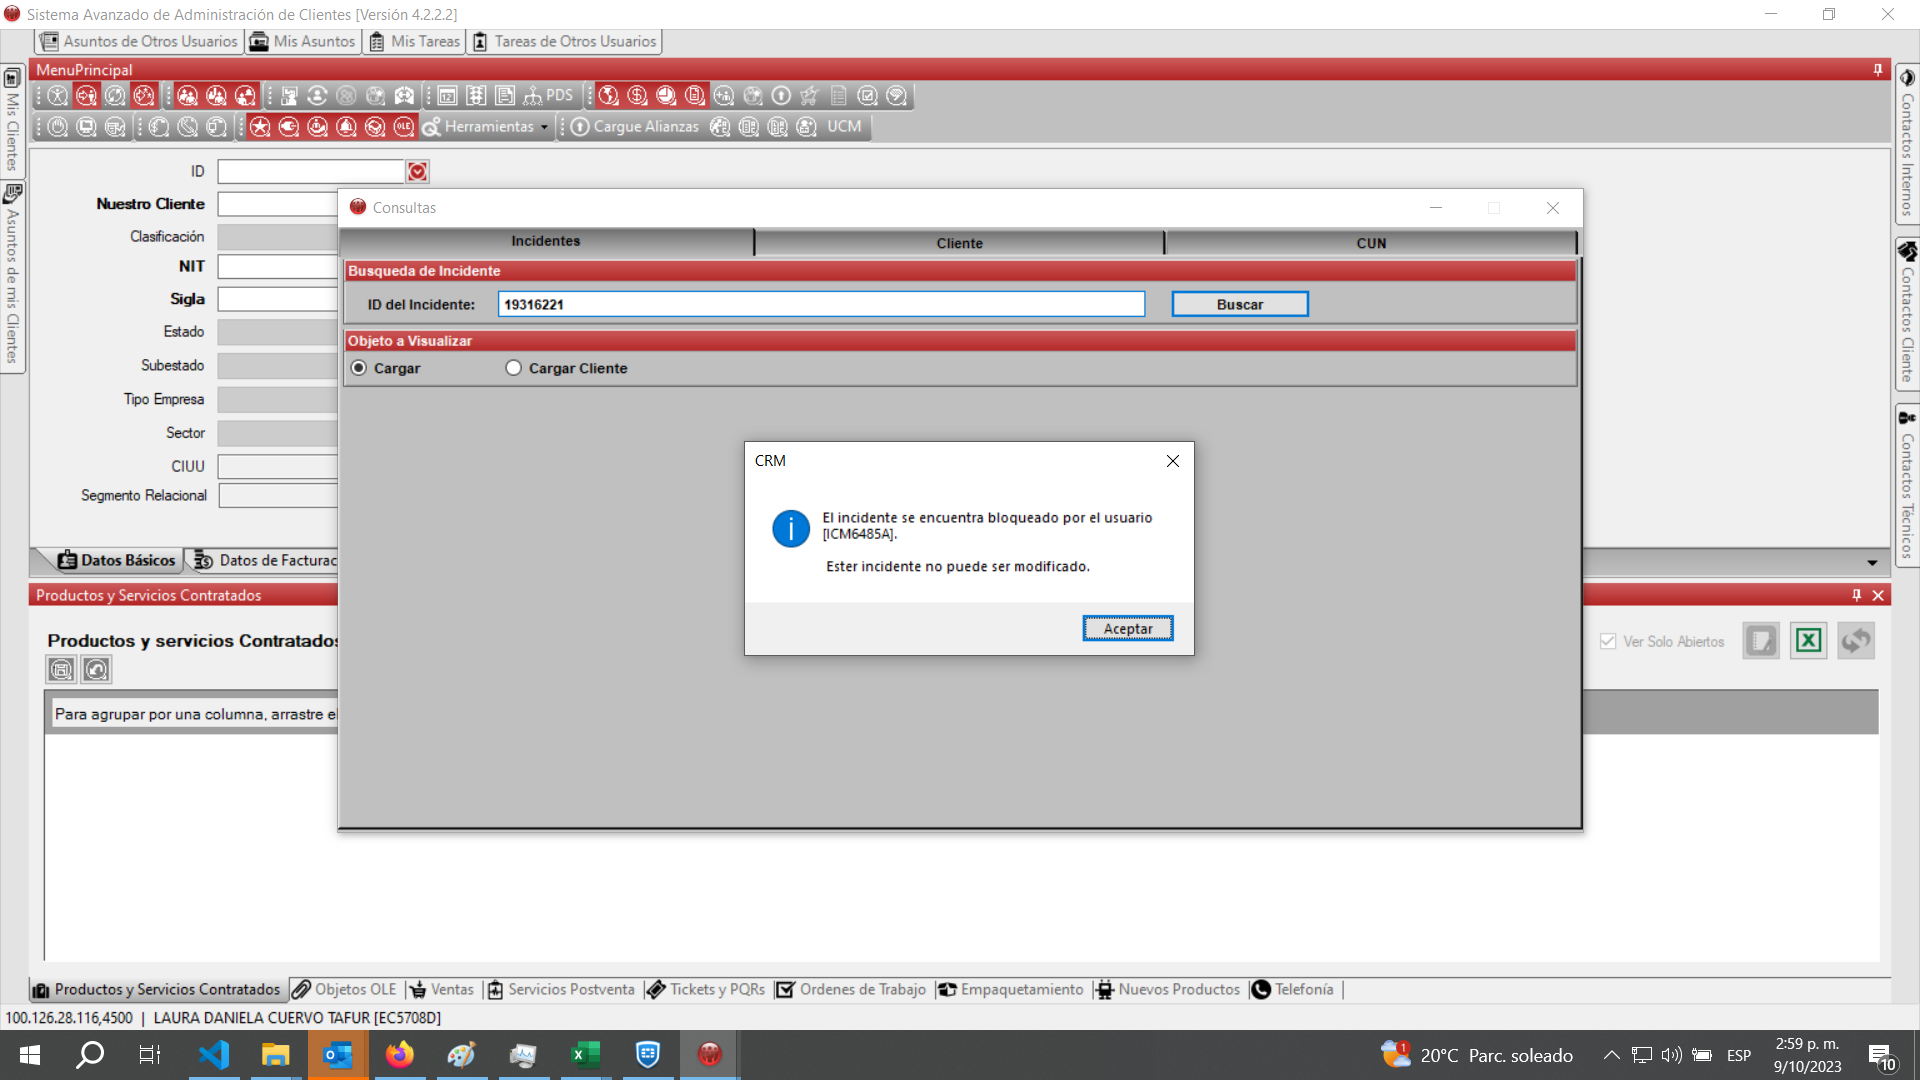 Sistema Avanzado de Administración de Clientes [Versión 4.2.2.2]
Asuntos de Otros Usuarios
Mis Asuntos
Mis Tareas
Tareas de Otros Usuarios
MenuPrincipal
PDS
Herramientas
Cargue Alianzas
UCM
Mis Clientes
Asuntos de mis Clientes
Contactos Internos
Contactos Cliente
Contactos Técnicos
ID
Nuestro Cliente
Clasificación
NIT
Sigla
Estado
Subestado
Tipo Empresa
Sector
CIUU
Segmento Relacional
Consultas
Incidentes
Cliente
CUN
Busqueda de Incidente
ID del Incidente:
19316221
Buscar
Objeto a Visualizar
Cargar
Cargar Cliente
CRM
El incidente se encuentra bloqueado por el usuario
[ICM6485A].
Ester incidente no puede ser modificado.
Aceptar
Datos Básicos
Datos de Facturac
Productos y Servicios Contratados
Productos y servicios Contratados
Ver Solo Abiertos
Para agrupar por una columna, arrastre el
Productos y Servicios Contratados
Objetos OLE
Ventas
Servicios Postventa
Tickets y PQRs
Ordenes de Trabajo
Empaquetamiento
Nuevos Productos
Telefonía
100.126.28.116,4500 | LAURA DANIELA CUERVO TAFUR [EC5708D]
1
20°C Parc. soleado
ESP
2:59 p. m.
9/10/2023
10